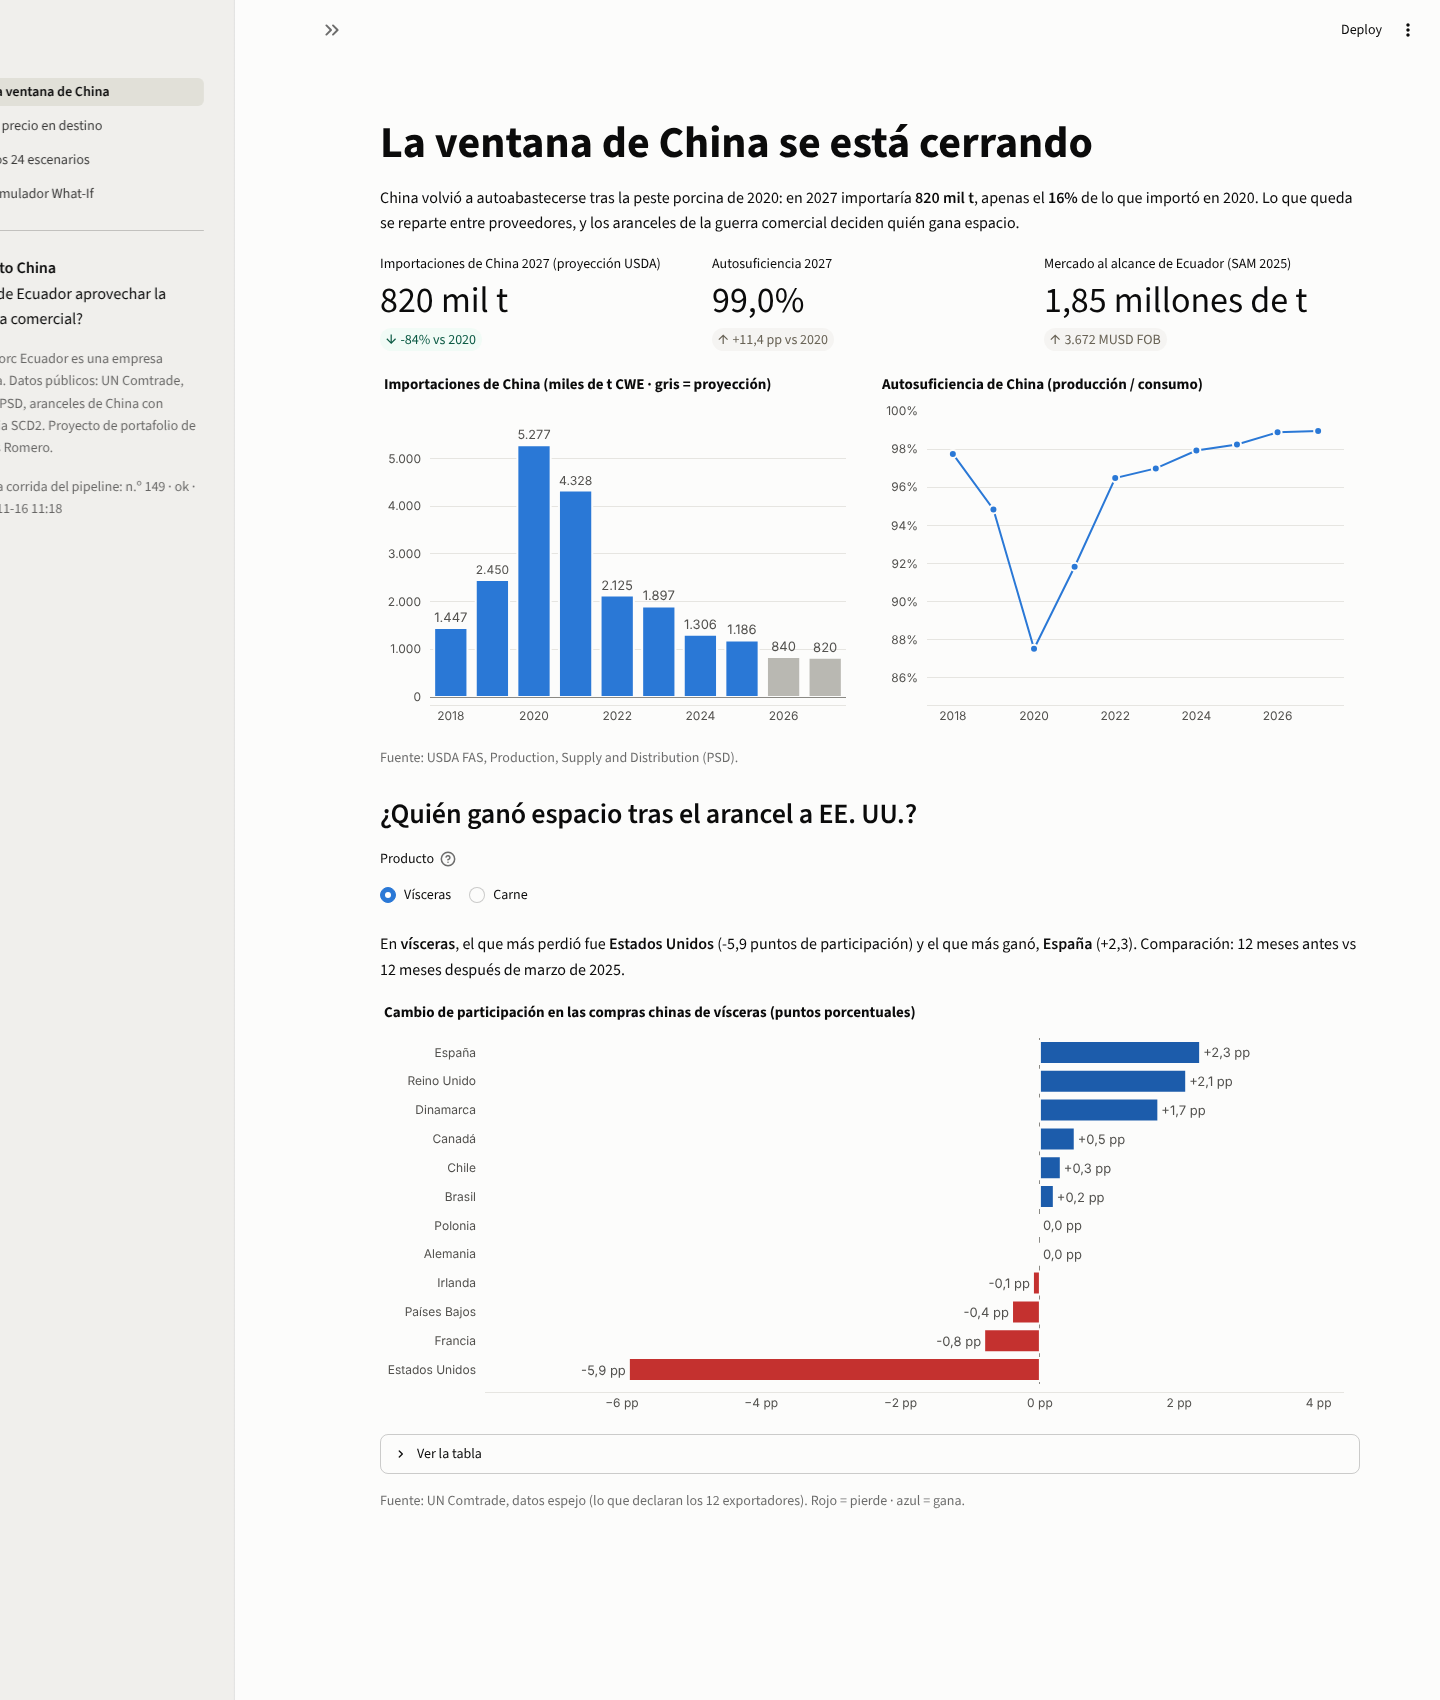 Deploy
ventana de China
precio en destino
os 24 escenarios
mulador What-If
to China
de Ecuador aprovechar la
a comercial?
orc Ecuador es una empresa
a. Datos públicos: UN Comtrade,
PSD, aranceles de China con
a SCD2. Proyecto de portafolio de
s Romero.
a corrida del pipeline: n.º 149 · ok ·
11-16 11:18
La ventana de China se está cerrando
China volvió a autoabastecerse tras la peste porcina de 2020: en 2027 importaría 820 mil t, apenas el 16% de lo que importó en 2020. Lo que queda
se reparte entre proveedores, y los aranceles de la guerra comercial deciden quién gana espacio.
Importaciones de China 2027 (proyección USDA)
820 mil t
↓ -84% vs 2020
Autosuficiencia 2027
99,0%
↑ +11,4 pp vs 2020
Mercado al alcance de Ecuador (SAM 2025)
1,85 millones de t
↑ 3.672 MUSD FOB
Importaciones de China (miles de t CWE · gris = proyección)
5.000
4.000
3.000
2.000
1.000
0
1.447
2.450
5.277
4.328
2.125
1.897
1.306
1.186
840
820
2018 2020 2022 2024 2026
Autosuficiencia de China (producción / consumo)
100%
98%
96%
94%
92%
90%
88%
86%
2018 2020 2022 2024 2026
Fuente: USDA FAS, Production, Supply and Distribution (PSD).
¿Quién ganó espacio tras el arancel a EE. UU.?
Producto
Vísceras Carne
En vísceras, el que más perdió fue Estados Unidos (-5,9 puntos de participación) y el que más ganó, España (+2,3). Comparación: 12 meses antes vs
12 meses después de marzo de 2025.
Cambio de participación en las compras chinas de vísceras (puntos porcentuales)
España +2,3 pp
Reino Unido +2,1 pp
Dinamarca +1,7 pp
Canadá +0,5 pp
Chile +0,3 pp
Brasil +0,2 pp
Polonia 0,0 pp
Alemania 0,0 pp
Irlanda -0,1 pp
Países Bajos -0,4 pp
Francia -0,8 pp
Estados Unidos -5,9 pp
−6 pp −4 pp −2 pp 0 pp 2 pp 4 pp
Ver la tabla
Fuente: UN Comtrade, datos espejo (lo que declaran los 12 exportadores). Rojo = pierde · azul = gana.